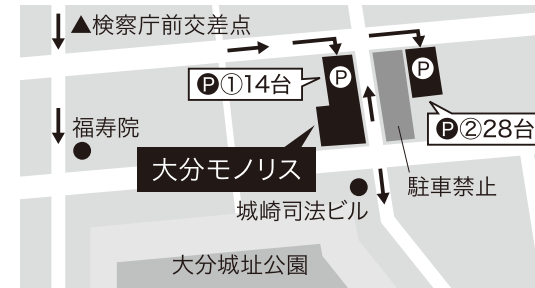 ▲検察庁前交差点
P①14台
P
P
P②28台
福寿院
大分モノリス
駐車禁止
城崎司法ビル
大分城址公園